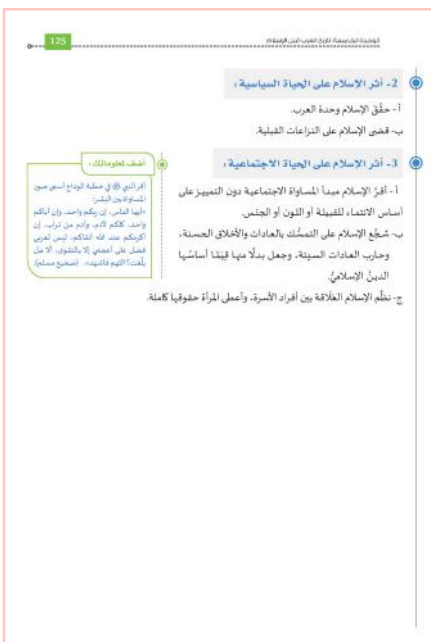 125
الوحدة الخامسة: تاريخ العرب قبل الإسلام
2- أثر الإسلام على الحياة السياسية :
أ - حقّق الإسلام وحدة العرب.
ب- قضى الإسلام على النزاعات القبلية.
3- أثر الإسلام على الحياة الاجتماعية :
أ - أقرّ الإسلام مبدأ المساواة الاجتماعية دون التمييز على
أساس الانتماء للقبيلة أو اللون أو الجنس.
ب- شجّع الإسلام على التمسّك بالعادات والأخلاق الحسنة،
وحارب العادات السيئة، وجعل بدلًا منها قيمًا أساسُها
الدينُ الإسلاميُّ.
ج- نظّم الإسلام العَلاقة بين أفراد الأسرة، وأعطى المرأة حقوقها كاملة.
أضف لمعلوماتك :
أقر النبي ﷺ في خطبة الوداع أسمى صور
المساواة بين البشر:
«أيها الناس، إن ربكم واحد، وإن أباكم
واحد، كلكم لآدم، وآدم من تراب، إن
أكرمكم عند الله أتقاكم، ليس لعربي
فضل على أعجمي إلا بالتقوى، ألا هل
بلّغت؟ اللهم فاشهد». (صحيح مسلم).